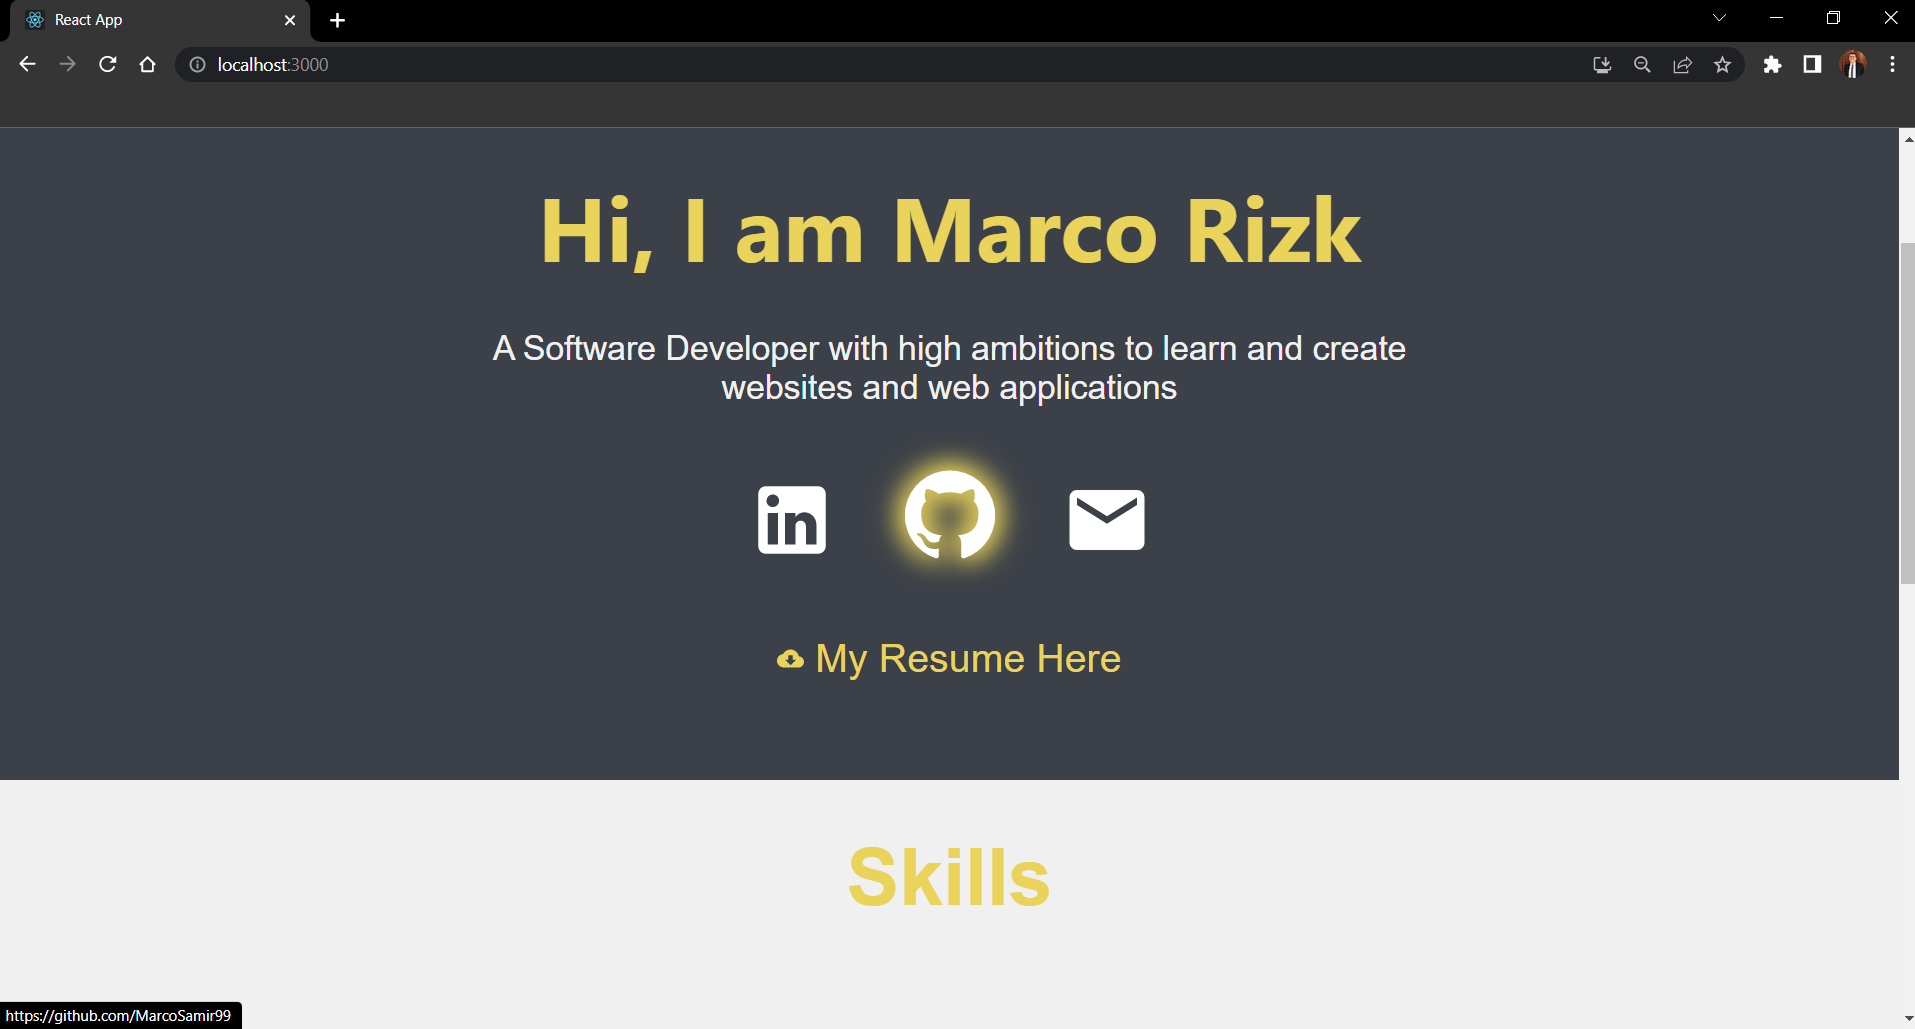 React App
localhost:3000
Hi, I am Marco Rizk
A Software Developer with high ambitions to learn and create
websites and web applications
in
My Resume Here
Skills
https://github.com/MarcoSamir99